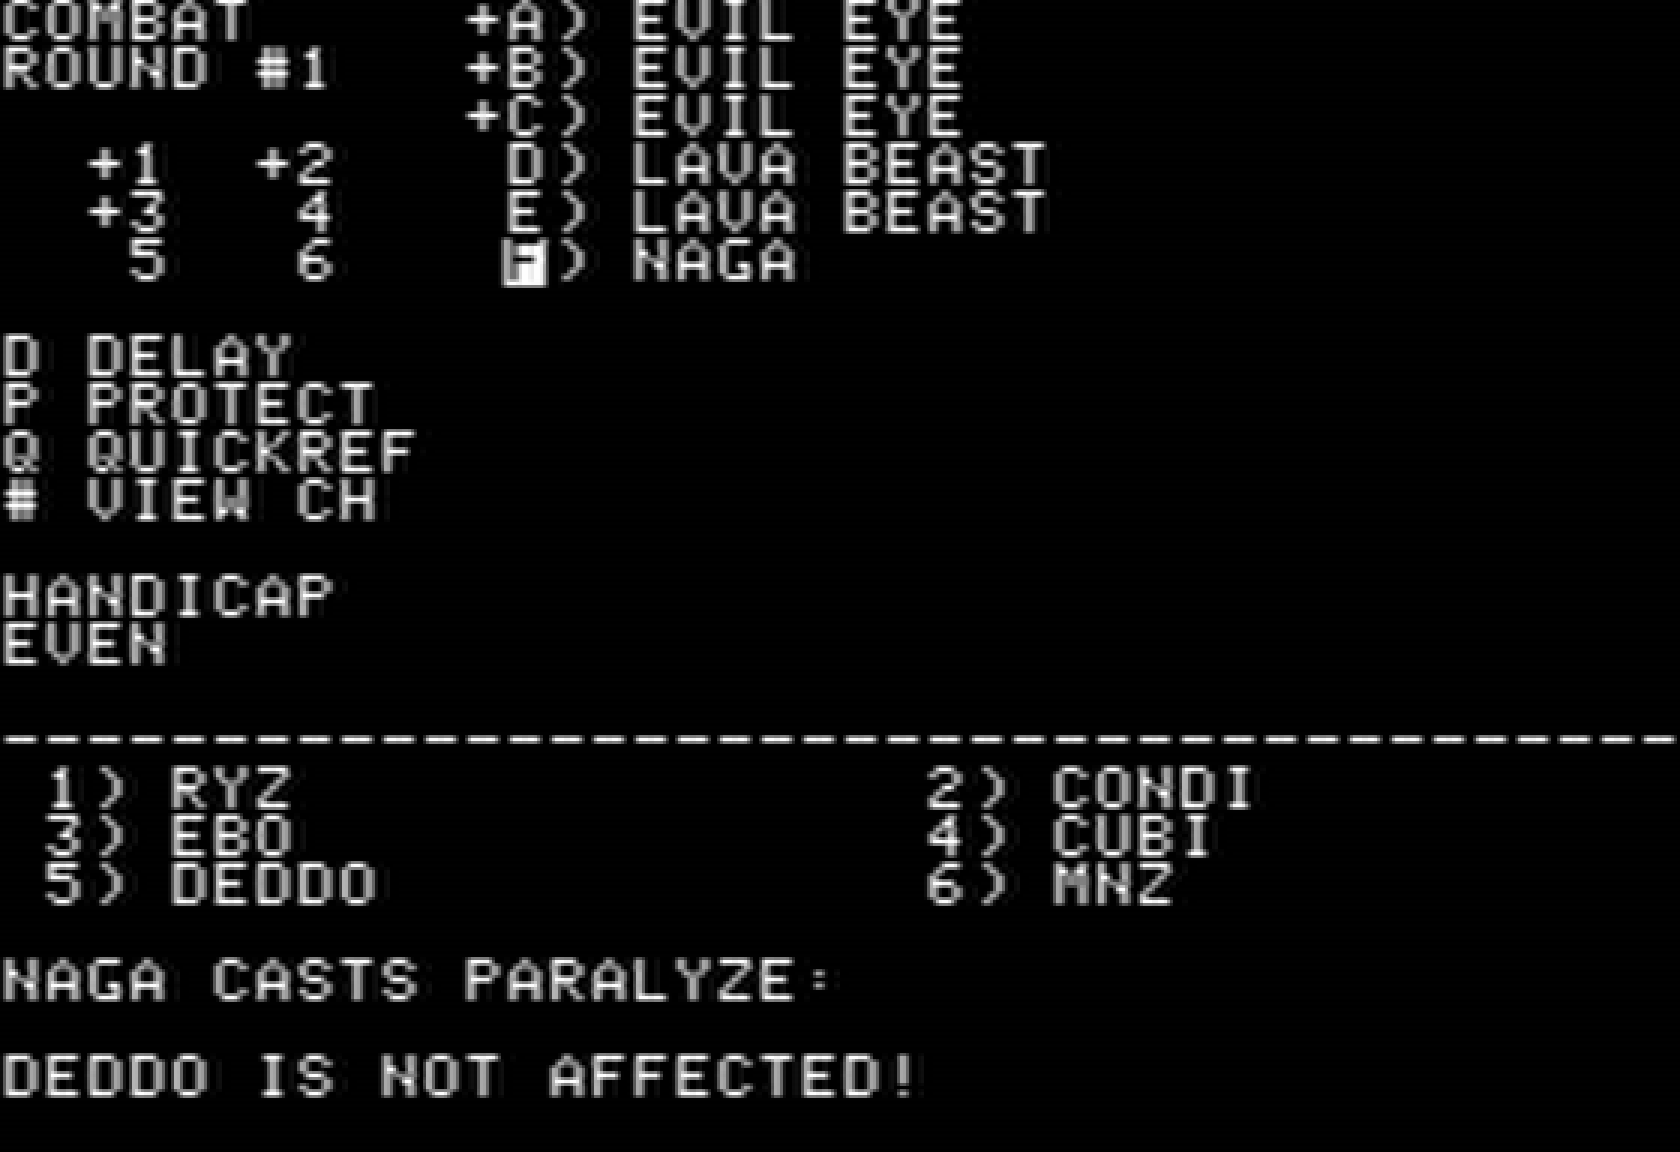 COMBAT +A) EVIL EYE
ROUND #1 +B) EVIL EYE
+C) EVIL EYE
+1 +2 D) LAVA BEAST
+3 4 E) LAVA BEAST
5 6 F) NAGA
D DELAY
P PROTECT
Q QUICKREF
# VIEW CH
HANDICAP
EVEN
----------------------------------------
1) RYZ 2) CONDI
3) EBO 4) CUBI
5) DEDDO 6) MNZ
NAGA CASTS PARALYZE:
DEDDO IS NOT AFFECTED!